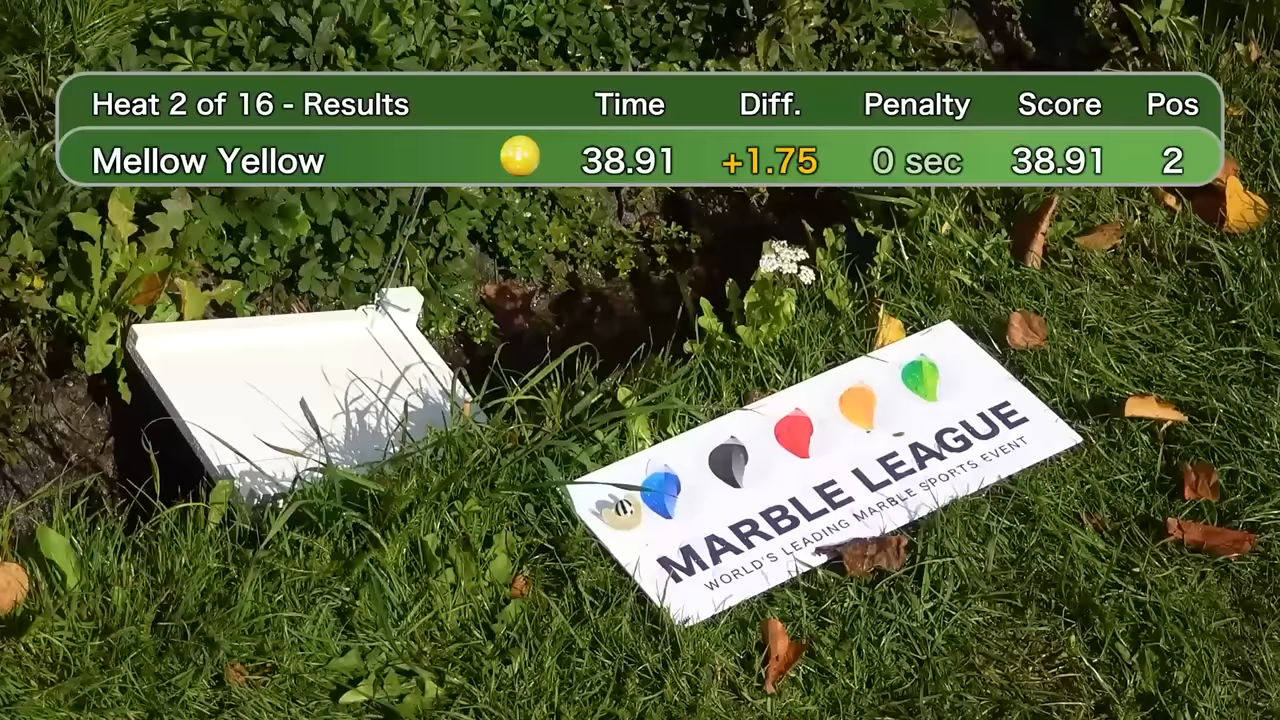 Heat 2 of 16 - Results Time Diff. Penalty Score Pos
Mellow Yellow 38.91 +1.75 0 sec 38.91 2
MARBLE LEAGUE
WORLD'S LEADING MARBLE SPORTS EVENT